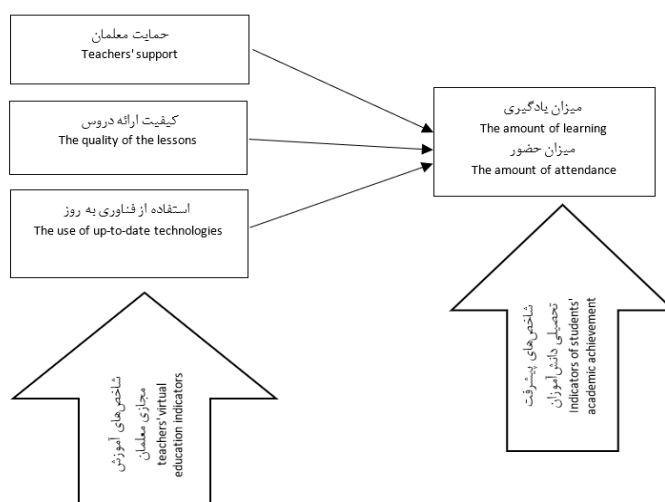 حمایت معلمان
Teachers' support
کیفیت ارائه دروس
The quality of the lessons
استفاده از فناوری به روز
The use of up-to-date technologies
میزان یادگیری
The amount of learning
میزان حضور
The amount of attendance
شاخص‌های آموزش
مجازی معلمان
teachers' virtual
education indicators
شاخص‌های پیشرفت
تحصیلی دانش‌آموزان
Indicators of students'
academic achievement